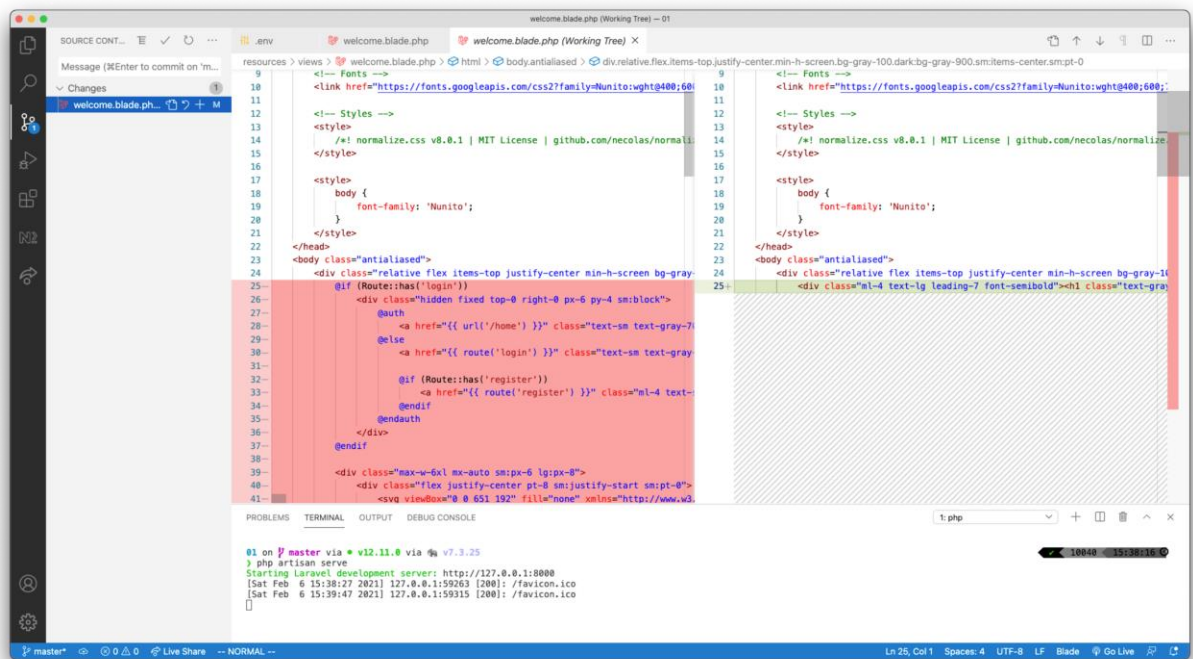 welcome.blade.php (Working Tree) — 01
SOURCE CONT...
.env
welcome.blade.php
welcome.blade.php (Working Tree)
resources > views > welcome.blade.php > html > body.antialiased > div.relative.flex.items-top.justify-center.min-h-screen.bg-gray-100.dark:bg-gray-900.sm:items-center.sm:pt-0
Message (⌘Enter to commit on 'm...
Changes
1
welcome.blade.ph...
M
1
9 <!-- Fonts -->
10 <link href="https://fonts.googleapis.com/css2?family=Nunito:wght@400;600
11
12 <!-- Styles -->
13 <style>
14 /*! normalize.css v8.0.1 | MIT License | github.com/necolas/normali
15 </style>
16
17 <style>
18 body {
19 font-family: 'Nunito';
20 }
21 </style>
22 </head>
23 <body class="antialiased">
24 <div class="relative flex items-top justify-center min-h-screen bg-gray-
25- @if (Route::has('login'))
26- <div class="hidden fixed top-0 right-0 px-6 py-4 sm:block">
27- @auth
28- <a href="{{ url('/home') }}" class="text-sm text-gray-70
29- @else
30- <a href="{{ route('login') }}" class="text-sm text-gray-
31-
32- @if (Route::has('register'))
33- <a href="{{ route('register') }}" class="ml-4 text-s
34- @endif
35- @endauth
36- </div>
37- @endif
38-
39- <div class="max-w-6xl mx-auto sm:px-6 lg:px-8">
40- <div class="flex justify-center pt-8 sm:justify-start sm:pt-0">
41- <svg viewBox="0 0 651 192" fill="none" xmlns="http://www.w3.
9 <!-- Fonts -->
10 <link href="https://fonts.googleapis.com/css2?family=Nunito:wght@400;600;7
11
12 <!-- Styles -->
13 <style>
14 /*! normalize.css v8.0.1 | MIT License | github.com/necolas/normalize.
15 </style>
16
17 <style>
18 body {
19 font-family: 'Nunito';
20 }
21 </style>
22 </head>
23 <body class="antialiased">
24 <div class="relative flex items-top justify-center min-h-screen bg-gray-10
25+ <div class="ml-4 text-lg leading-7 font-semibold"><h1 class="text-gray
PROBLEMS TERMINAL OUTPUT DEBUG CONSOLE
1: php
01 on master via v12.11.0 via v7.3.25
10040 15:38:16
❯ php artisan serve
Starting Laravel development server: http://127.0.0.1:8000
[Sat Feb 6 15:38:27 2021] 127.0.0.1:59263 [200]: /favicon.ico
[Sat Feb 6 15:39:47 2021] 127.0.0.1:59315 [200]: /favicon.ico
master* 0 0 Live Share -- NORMAL -- Ln 25, Col 1 Spaces: 4 UTF-8 LF Blade Go Live